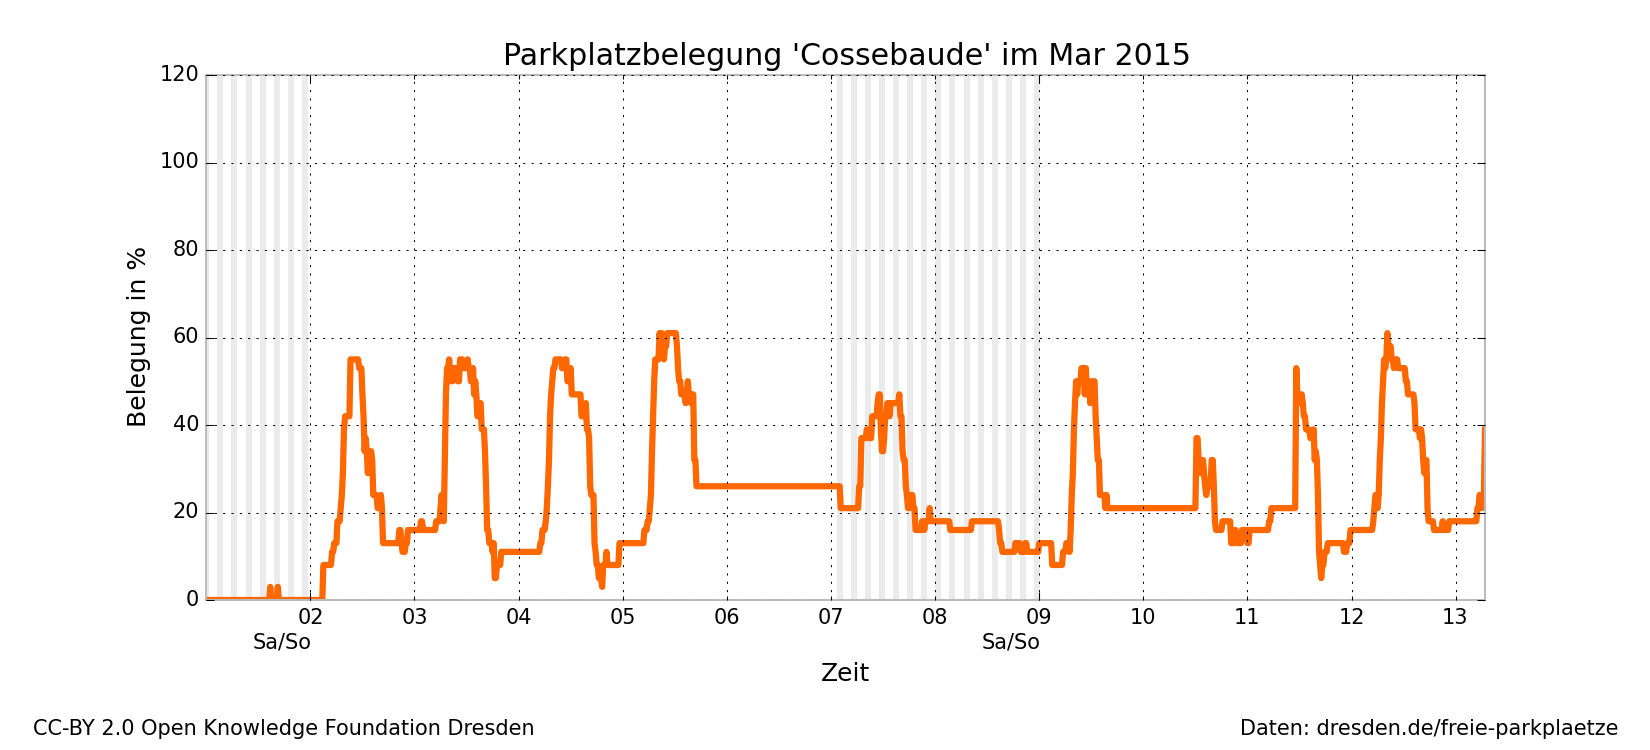 Parkplatzbelegung 'Cossebaude' im Mar 2015
120
100
80
60
40
20
0
Belegung in %
02 03 04 05 06 07 08 09 10 11 12 13
Sa/So Sa/So
Zeit
CC-BY 2.0 Open Knowledge Foundation Dresden
Daten: dresden.de/freie-parkplaetze